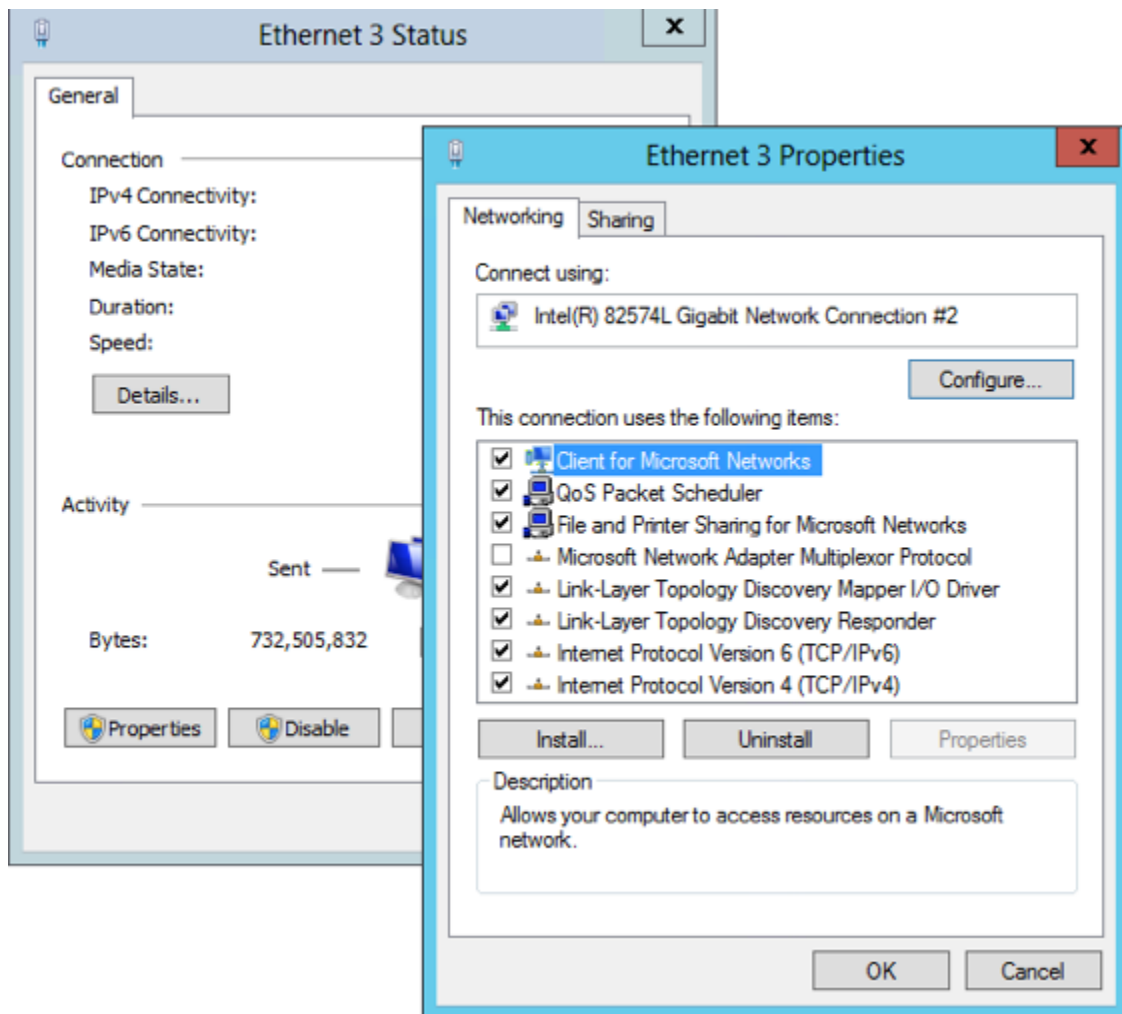 Ethernet 3 Status
x
General
Connection
IPv4 Connectivity:
IPv6 Connectivity:
Media State:
Duration:
Speed:
Details...
Activity
Sent
Bytes: 732,505,832
Properties
Disable
Ethernet 3 Properties
x
Networking
Sharing
Connect using:
Intel(R) 82574L Gigabit Network Connection #2
Configure...
This connection uses the following items:
Client for Microsoft Networks
QoS Packet Scheduler
File and Printer Sharing for Microsoft Networks
Microsoft Network Adapter Multiplexor Protocol
Link-Layer Topology Discovery Mapper I/O Driver
Link-Layer Topology Discovery Responder
Internet Protocol Version 6 (TCP/IPv6)
Internet Protocol Version 4 (TCP/IPv4)
Install...
Uninstall
Properties
Description
Allows your computer to access resources on a Microsoft
network.
OK
Cancel